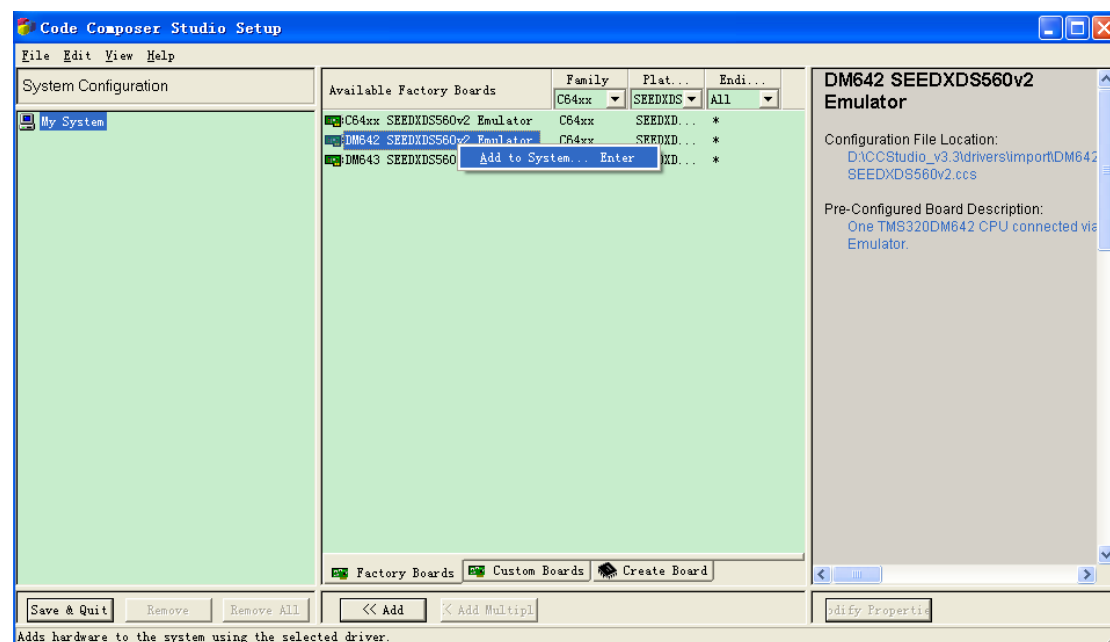 Code Composer Studio Setup
File Edit View Help
System Configuration
My System
Available Factory Boards Family Plat... Endi...
C64xx SEEDXDS All
C64xx SEEDXDS560v2 Emulator C64xx SEEDXD... *
DM642 SEEDXDS560v2 Emulator C64xx SEEDXD... *
DM643 SEEDXDS560 XD... *
Add to System... Enter
Factory Boards Custom Boards Create Board
DM642 SEEDXDS560v2
Emulator
Configuration File Location:
D:\CCStudio_v3.3\drivers\import\DM642
SEEDXDS560v2.ccs
Pre-Configured Board Description:
One TMS320DM642 CPU connected via
Emulator.
Save & Quit Remove Remove All << Add < Add Multipl odify Propertie
Adds hardware to the system using the selected driver.